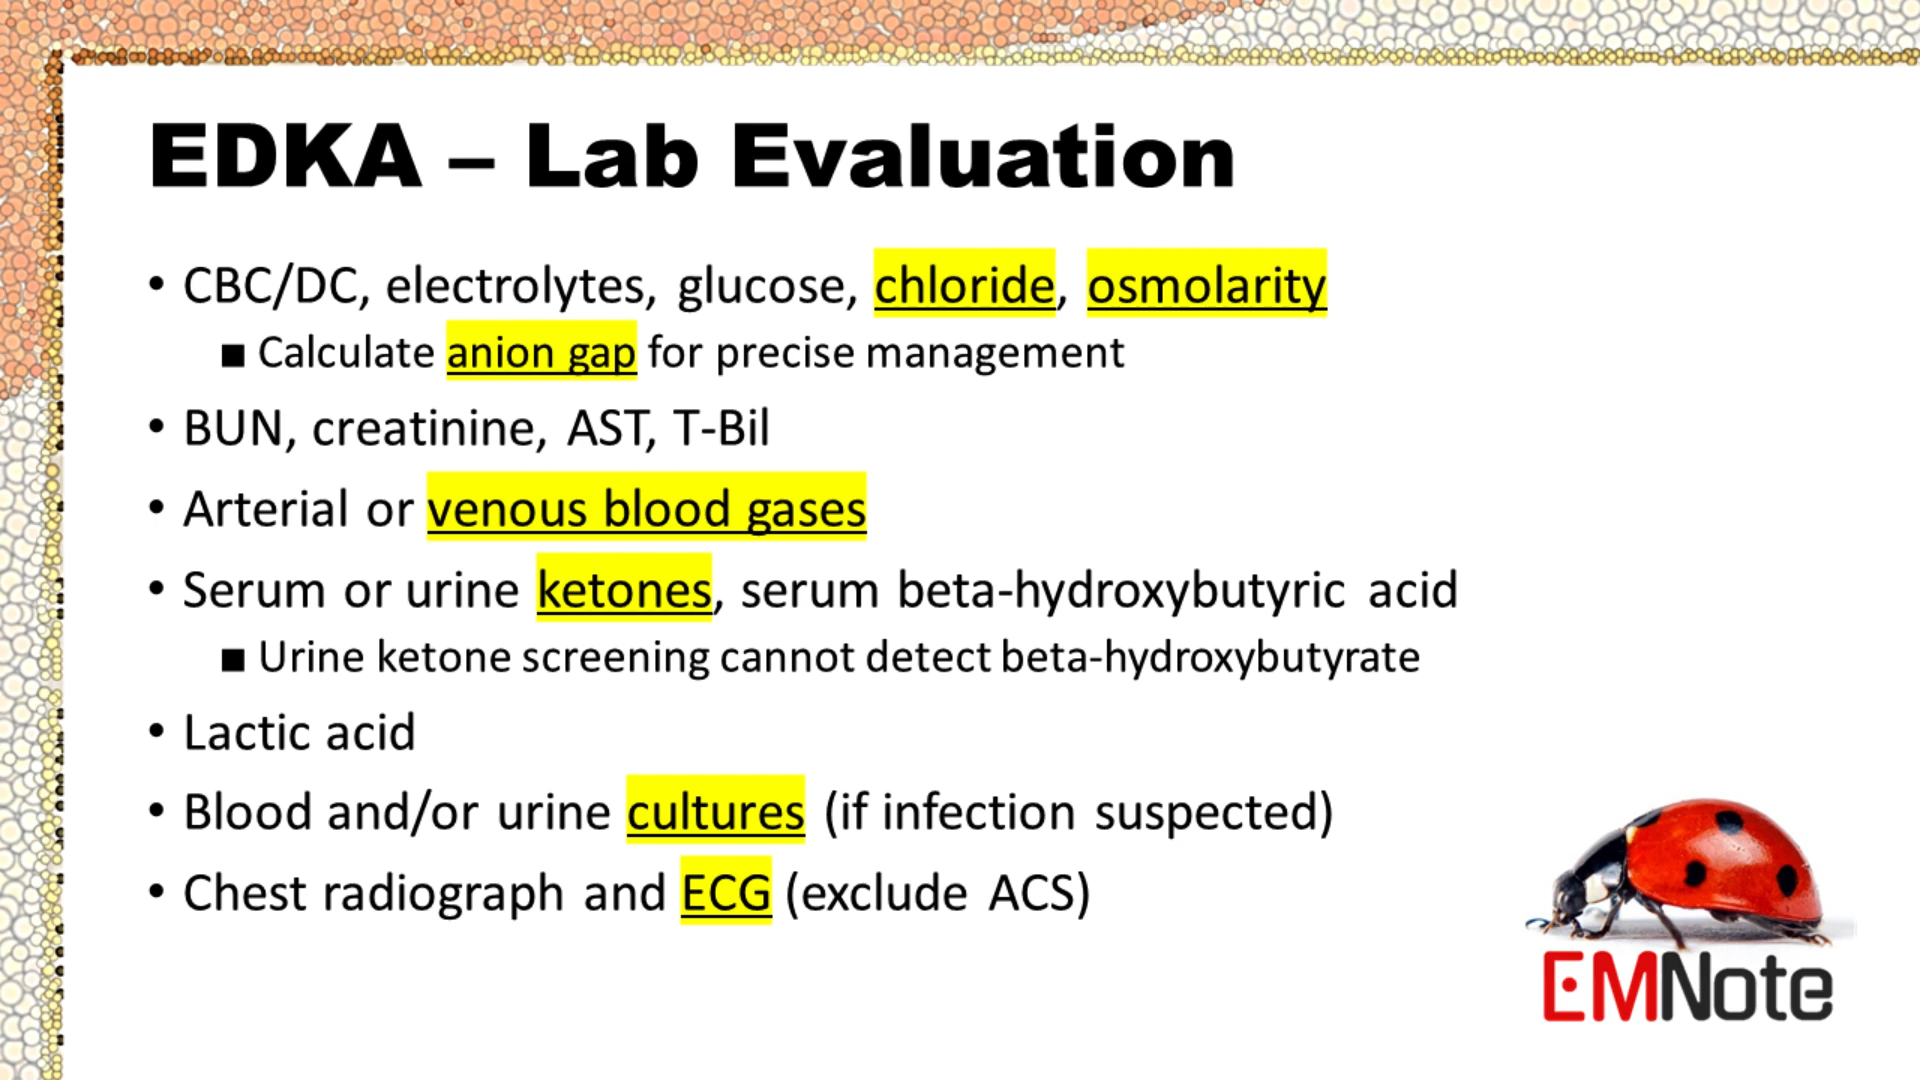 EDKA – Lab Evaluation
• CBC/DC, electrolytes, glucose, chloride, osmolarity
■ Calculate anion gap for precise management
• BUN, creatinine, AST, T-Bil
• Arterial or venous blood gases
• Serum or urine ketones, serum beta-hydroxybutyric acid
■ Urine ketone screening cannot detect beta-hydroxybutyrate
• Lactic acid
• Blood and/or urine cultures (if infection suspected)
• Chest radiograph and ECG (exclude ACS)
EMNote